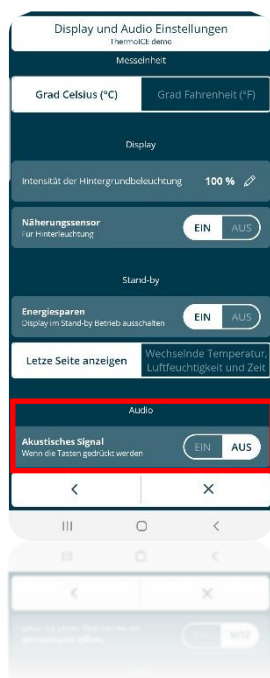 Display und Audio Einstellungen
ThermoICE demo
Messeinheit
Grad Celsius (°C)
Grad Fahrenheit (°F)
Display
Intensität der Hintergrundbeleuchtung 100 %
Näherungssensor
Für Hinterleuchtung
EIN AUS
Stand-by
Energiesparen
Display im Stand-by Betrieb ausschalten
EIN AUS
Letze Seite anzeigen
Wechselnde Temperatur,
Luftfeuchtigkeit und Zeit
Audio
Akustisches Signal
Wenn die Tasten gedrückt werden
EIN AUS